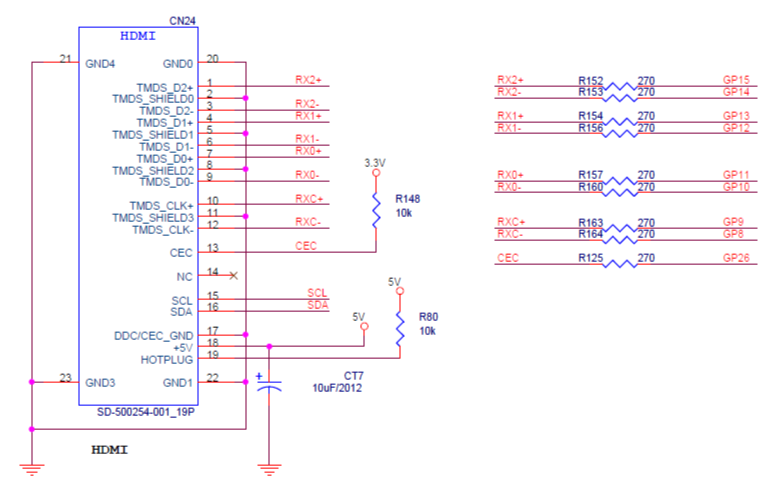 CN24
HDMI
21 GND4 GND0 20
TMDS_D2+ 1 RX2+
TMDS_SHIELD0 2
TMDS_D2- 3 RX2-
TMDS_D1+ 4 RX1+
TMDS_SHIELD1 5
TMDS_D1- 6 RX1-
TMDS_D0+ 7 RX0+
TMDS_SHIELD2 8
TMDS_D0- 9 RX0-
TMDS_CLK+ 10 RXC+
TMDS_SHIELD3 11
TMDS_CLK- 12 RXC-
CEC 13 CEC
NC 14
SCL 15 SCL
SDA 16 SDA
DDC/CEC_GND 17
+5V 18
HOTPLUG 19
23 GND3 GND1 22
SD-500254-001_19P
HDMI
3.3V
R148
10k
5V
R80
10k
5V
+
CT7
10uF/2012
RX2+ R152 270 GP15
RX2- R153 270 GP14
RX1+ R154 270 GP13
RX1- R156 270 GP12
RX0+ R157 270 GP11
RX0- R160 270 GP10
RXC+ R163 270 GP9
RXC- R164 270 GP8
CEC R125 270 GP26